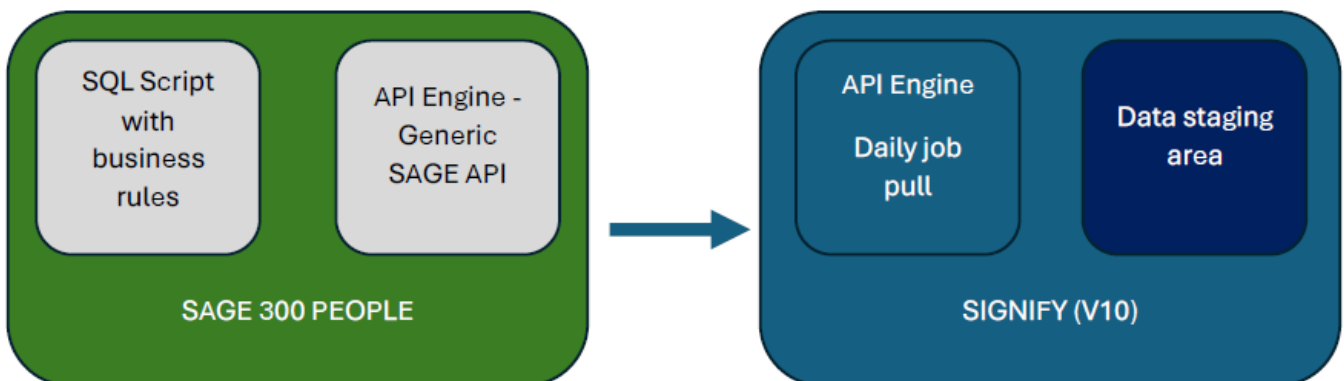 SQL Script
with
business
rules
API Engine -
Generic
SAGE API
SAGE 300 PEOPLE
API Engine
Daily job
pull
Data staging
area
SIGNIFY (V10)